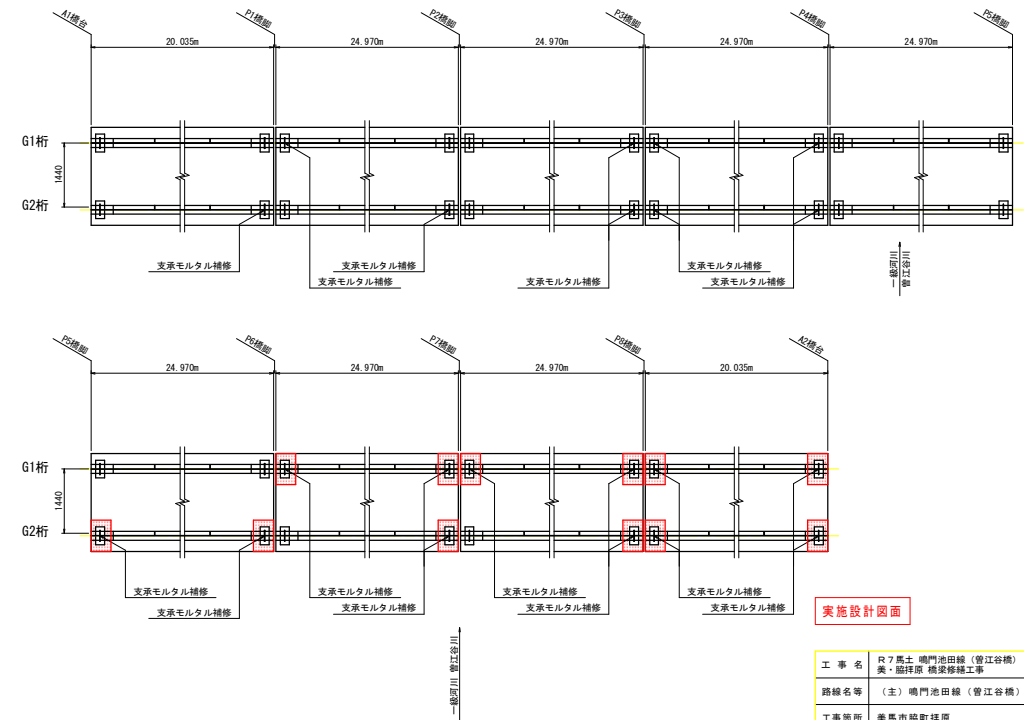 A1橋台 P1橋脚 P2橋脚 P3橋脚 P4橋脚 P5橋脚
20.035m 24.970m 24.970m 24.970m 24.970m
G1桁
1440
G2桁
支承モルタル補修 支承モルタル補修 支承モルタル補修
支承モルタル補修 支承モルタル補修 支承モルタル補修
一級河川
曽江谷川
P5橋脚 P6橋脚 P7橋脚 P8橋脚 A2橋台
24.970m 24.970m 24.970m 20.035m
G1桁
1440
G2桁
支承モルタル補修 支承モルタル補修 支承モルタル補修 支承モルタル補修
支承モルタル補修 支承モルタル補修 支承モルタル補修 支承モルタル補修
一級河川 曽江谷川
実施設計図面
工事名 R7馬土 鳴門池田線（曽江谷橋）
美・脇拝原 橋梁修繕工事
路線名等 （主）鳴門池田線（曽江谷橋）
工事箇所 美馬市脇町拝原